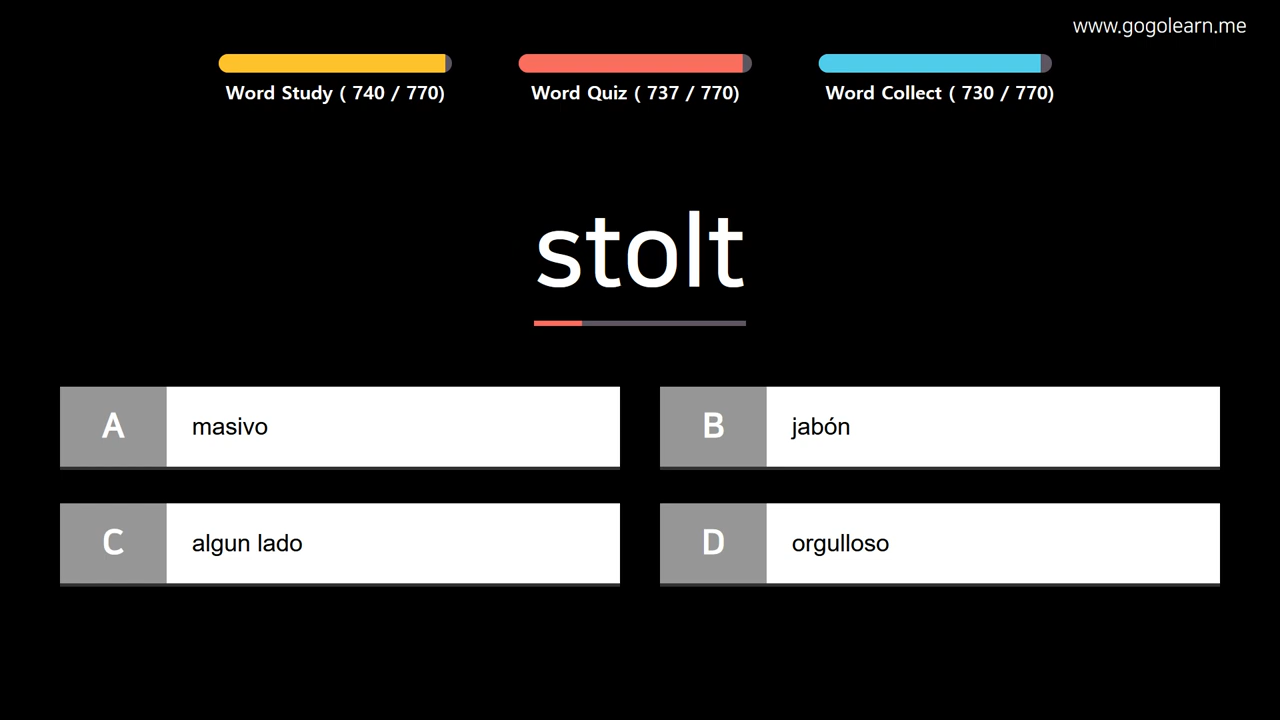 www.gogolearn.me
Word Study ( 740 / 770)
Word Quiz ( 737 / 770)
Word Collect ( 730 / 770)
stolt
A masivo
B jabón
C algun lado
D orgulloso